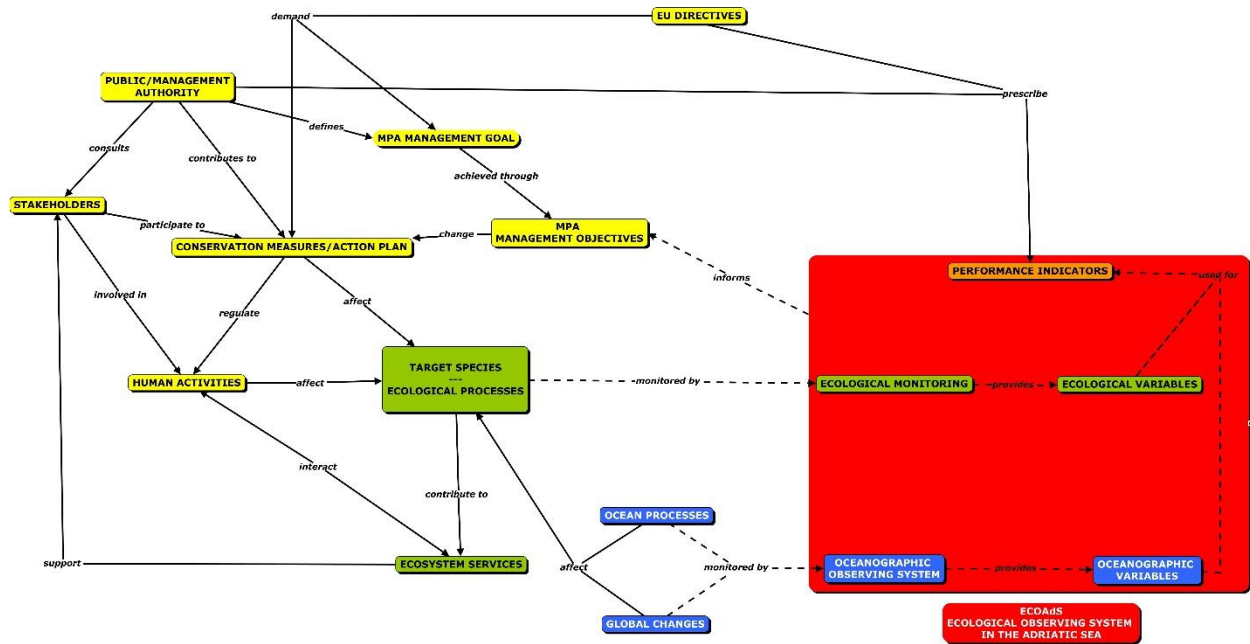 demand
EU DIRECTIVES
PUBLIC/MANAGEMENT
AUTHORITY
prescribe
defines
MPA MANAGEMENT GOAL
consults
contributes to
achieved through
STAKEHOLDERS
participate to
MPA
MANAGEMENT OBJECTIVES
change
CONSERVATION MEASURES/ACTION PLAN
PERFORMANCE INDICATORS
used for
informs
involved in
regulate
affect
TARGET SPECIES
---
ECOLOGICAL PROCESSES
HUMAN ACTIVITIES
affect
monitored by
ECOLOGICAL MONITORING
provides
ECOLOGICAL VARIABLES
interact
contribute to
OCEAN PROCESSES
support
ECOSYSTEM SERVICES
affect
monitored by
OCEANOGRAPHIC
OBSERVING SYSTEM
provides
OCEANOGRAPHIC
VARIABLES
GLOBAL CHANGES
ECOAdS
ECOLOGICAL OBSERVING SYSTEM
IN THE ADRIATIC SEA